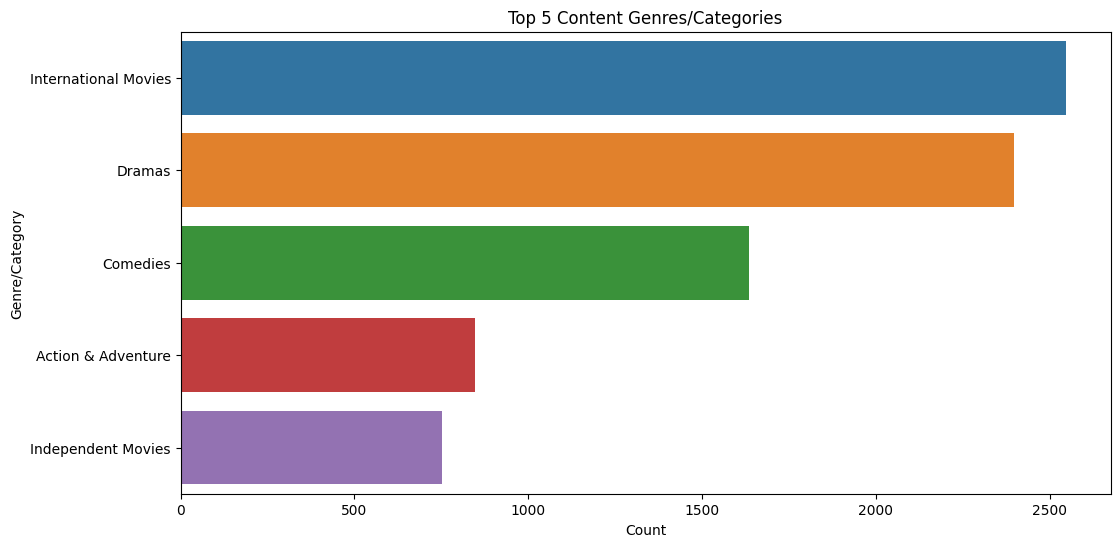 Top 5 Content Genres/Categories
Genre/Category
International Movies
Dramas
Comedies
Action & Adventure
Independent Movies
0 500 1000 1500 2000 2500
Count